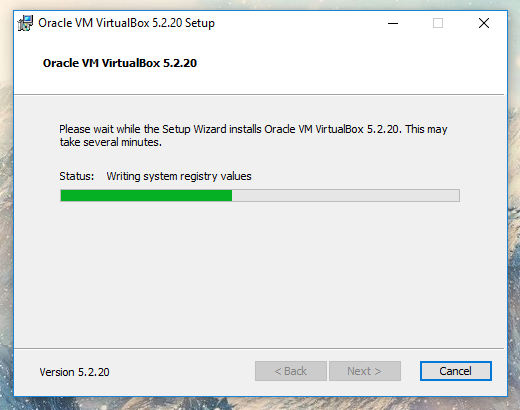 Oracle VM VirtualBox 5.2.20 Setup
Oracle VM VirtualBox 5.2.20
Please wait while the Setup Wizard installs Oracle VM VirtualBox 5.2.20. This may
take several minutes.
Status: Writing system registry values
Version 5.2.20
< Back Next > Cancel